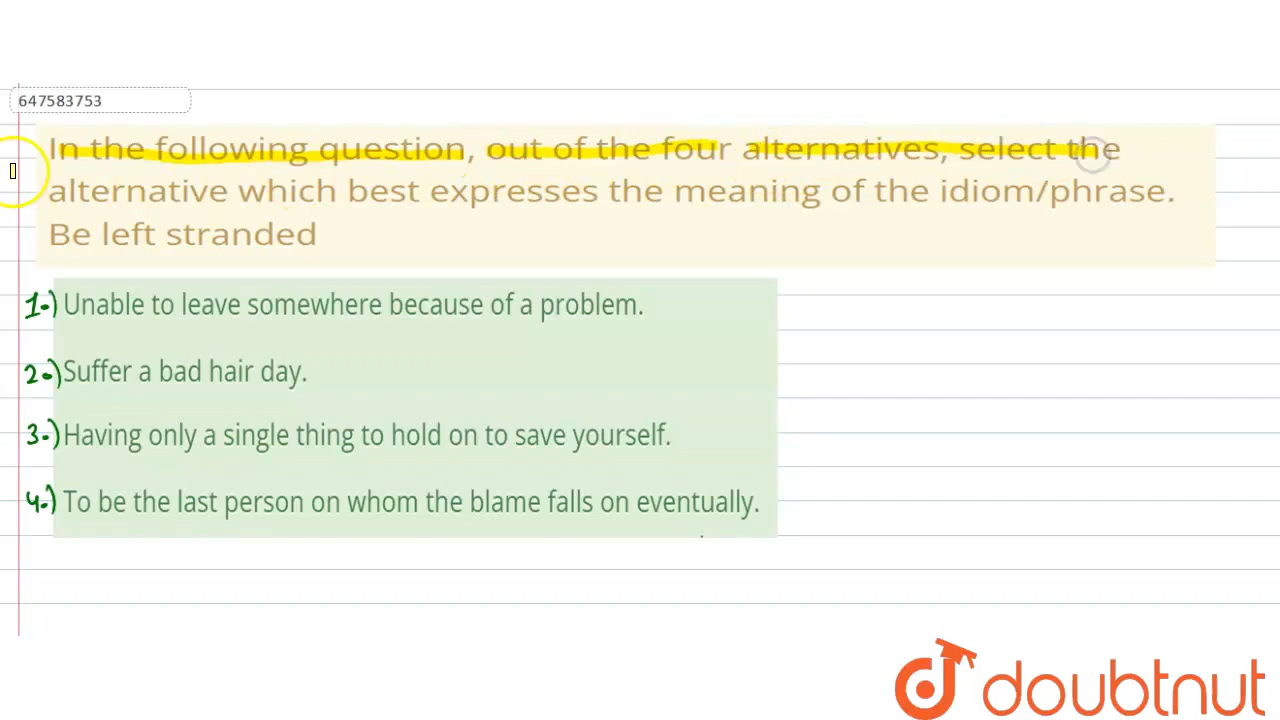 647583753
In the following question, out of the four alternatives, select the
alternative which best expresses the meaning of the idiom/phrase.
Be left stranded
1.) Unable to leave somewhere because of a problem.
2.) Suffer a bad hair day.
3.) Having only a single thing to hold on to save yourself.
4.) To be the last person on whom the blame falls on eventually.
doubtnut